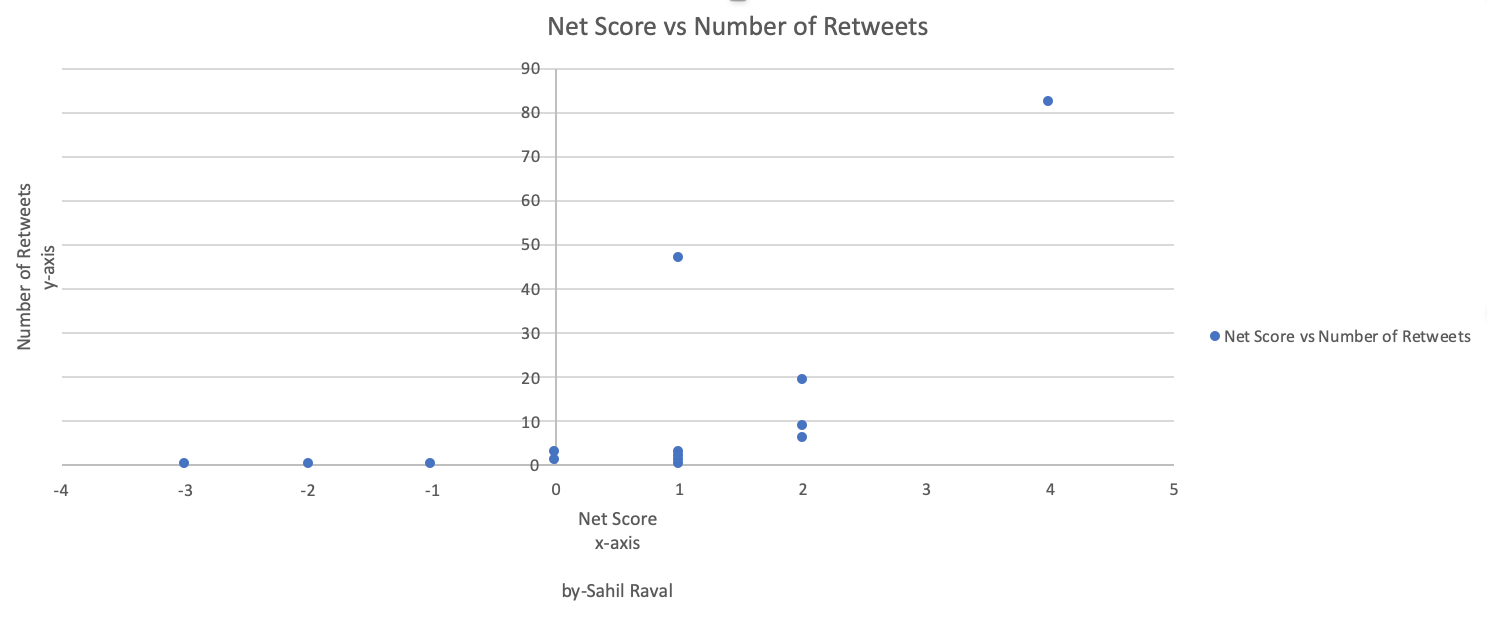 Net Score vs Number of Retweets
90
80
70
60
50
40
30
20
10
0
Number of Retweets
y-axis
-4 -3 -2 -1 0 1 2 3 4 5
Net Score
x-axis
by-Sahil Raval
Net Score vs Number of Retweets